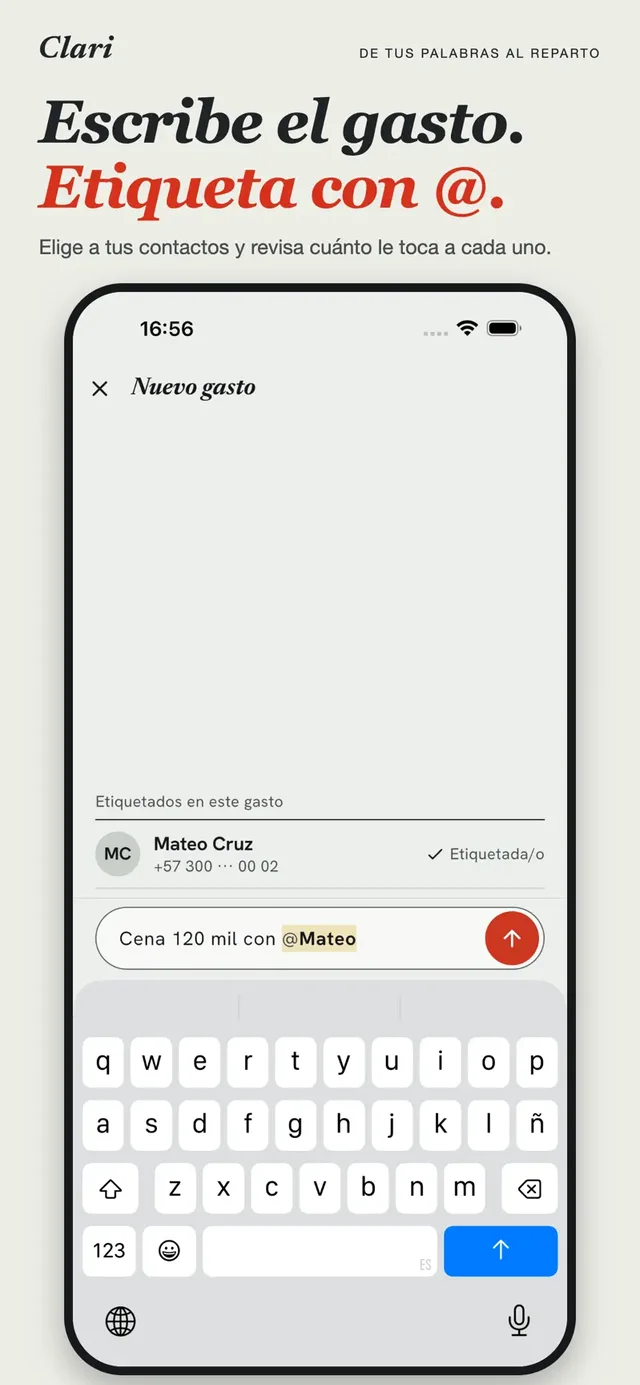 Clari
DE TUS PALABRAS AL REPARTO
Escribe el gasto.
Etiqueta con @.
Elige a tus contactos y revisa cuánto le toca a cada uno.
16:56
Nuevo gasto
Etiquetados en este gasto
MC
Mateo Cruz
+57 300 ··· 00 02
Etiquetada/o
Cena 120 mil con @Mateo
q w e r t y u i o p
a s d f g h j k l ñ
z x c v b n m
123
ES